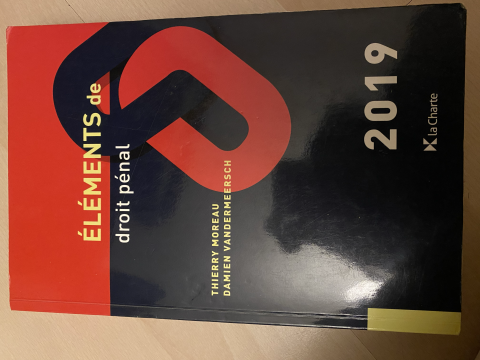 ÉLÉMENTS de
droit pénal
THIERRY MOREAU
DAMIEN VANDERMEERSCH
2019
la Charte